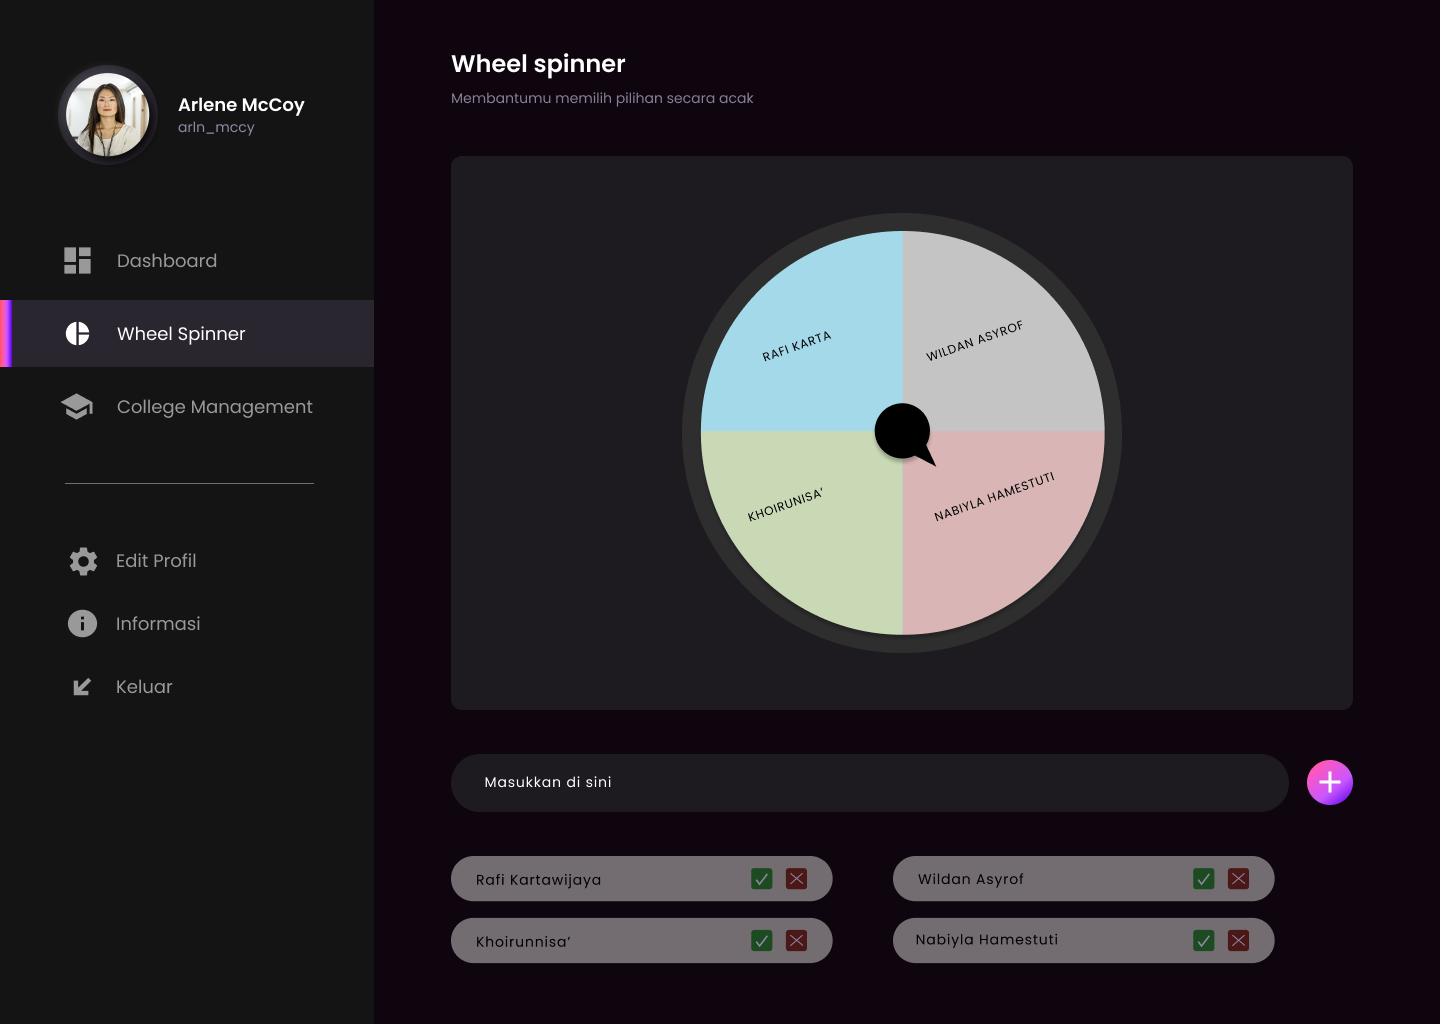 Arlene McCoy
arln_mccy
Dashboard
Wheel Spinner
College Management
Edit Profil
Informasi
Keluar
Wheel spinner
Membantumu memilih pilihan secara acak
RAFI KARTA
WILDAN ASYROF
KHOIRUNISA’
NABIYLA HAMESTUTI
Masukkan di sini
Rafi Kartawijaya
Wildan Asyrof
Khoirunnisa’
Nabiyla Hamestuti